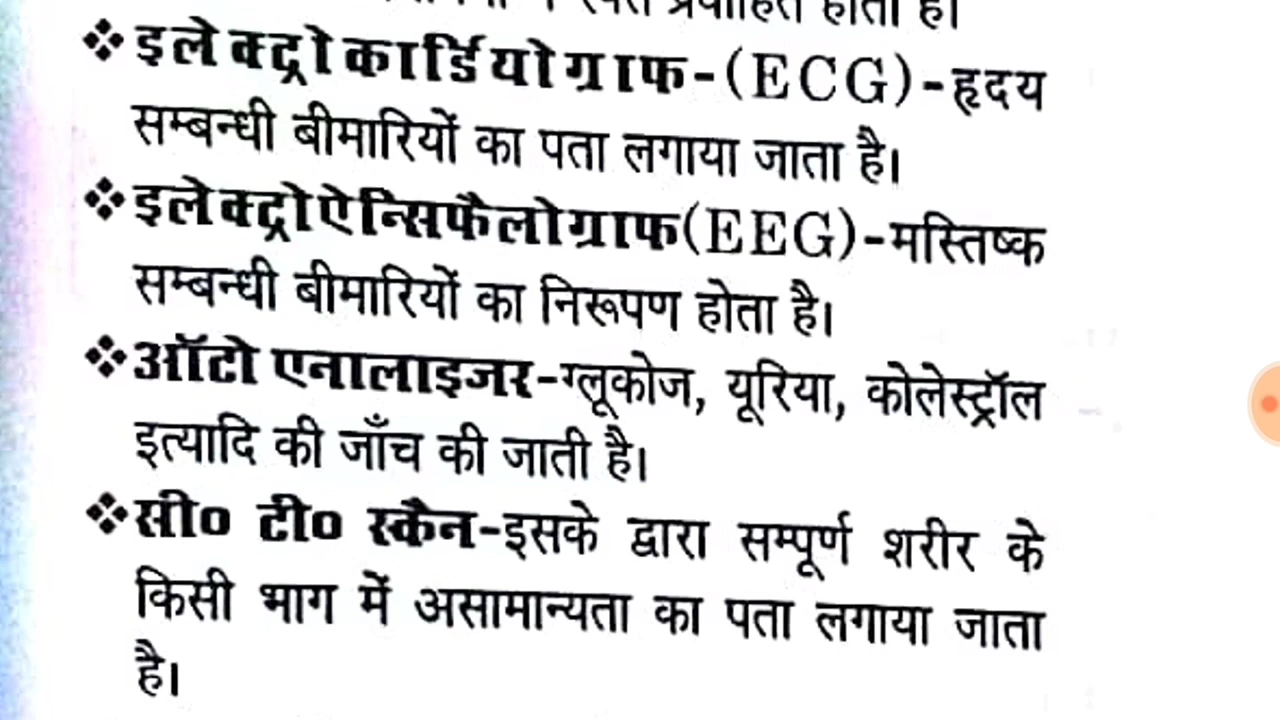 प्रवाहित होता है।
❖इलेक्ट्रोकार्डियोग्राफ-(ECG)-हृदय
सम्बन्धी बीमारियों का पता लगाया जाता है।
❖इलेक्ट्रोऐन्सिफैलोग्राफ(EEG)-मस्तिष्क
सम्बन्धी बीमारियों का निरूपण होता है।
❖ऑटो एनालाइजर-ग्लूकोज, यूरिया, कोलेस्ट्रॉल
इत्यादि की जाँच की जाती है।
❖सी० टी० स्कैन-इसके द्वारा सम्पूर्ण शरीर के
किसी भाग में असामान्यता का पता लगाया जाता
है।